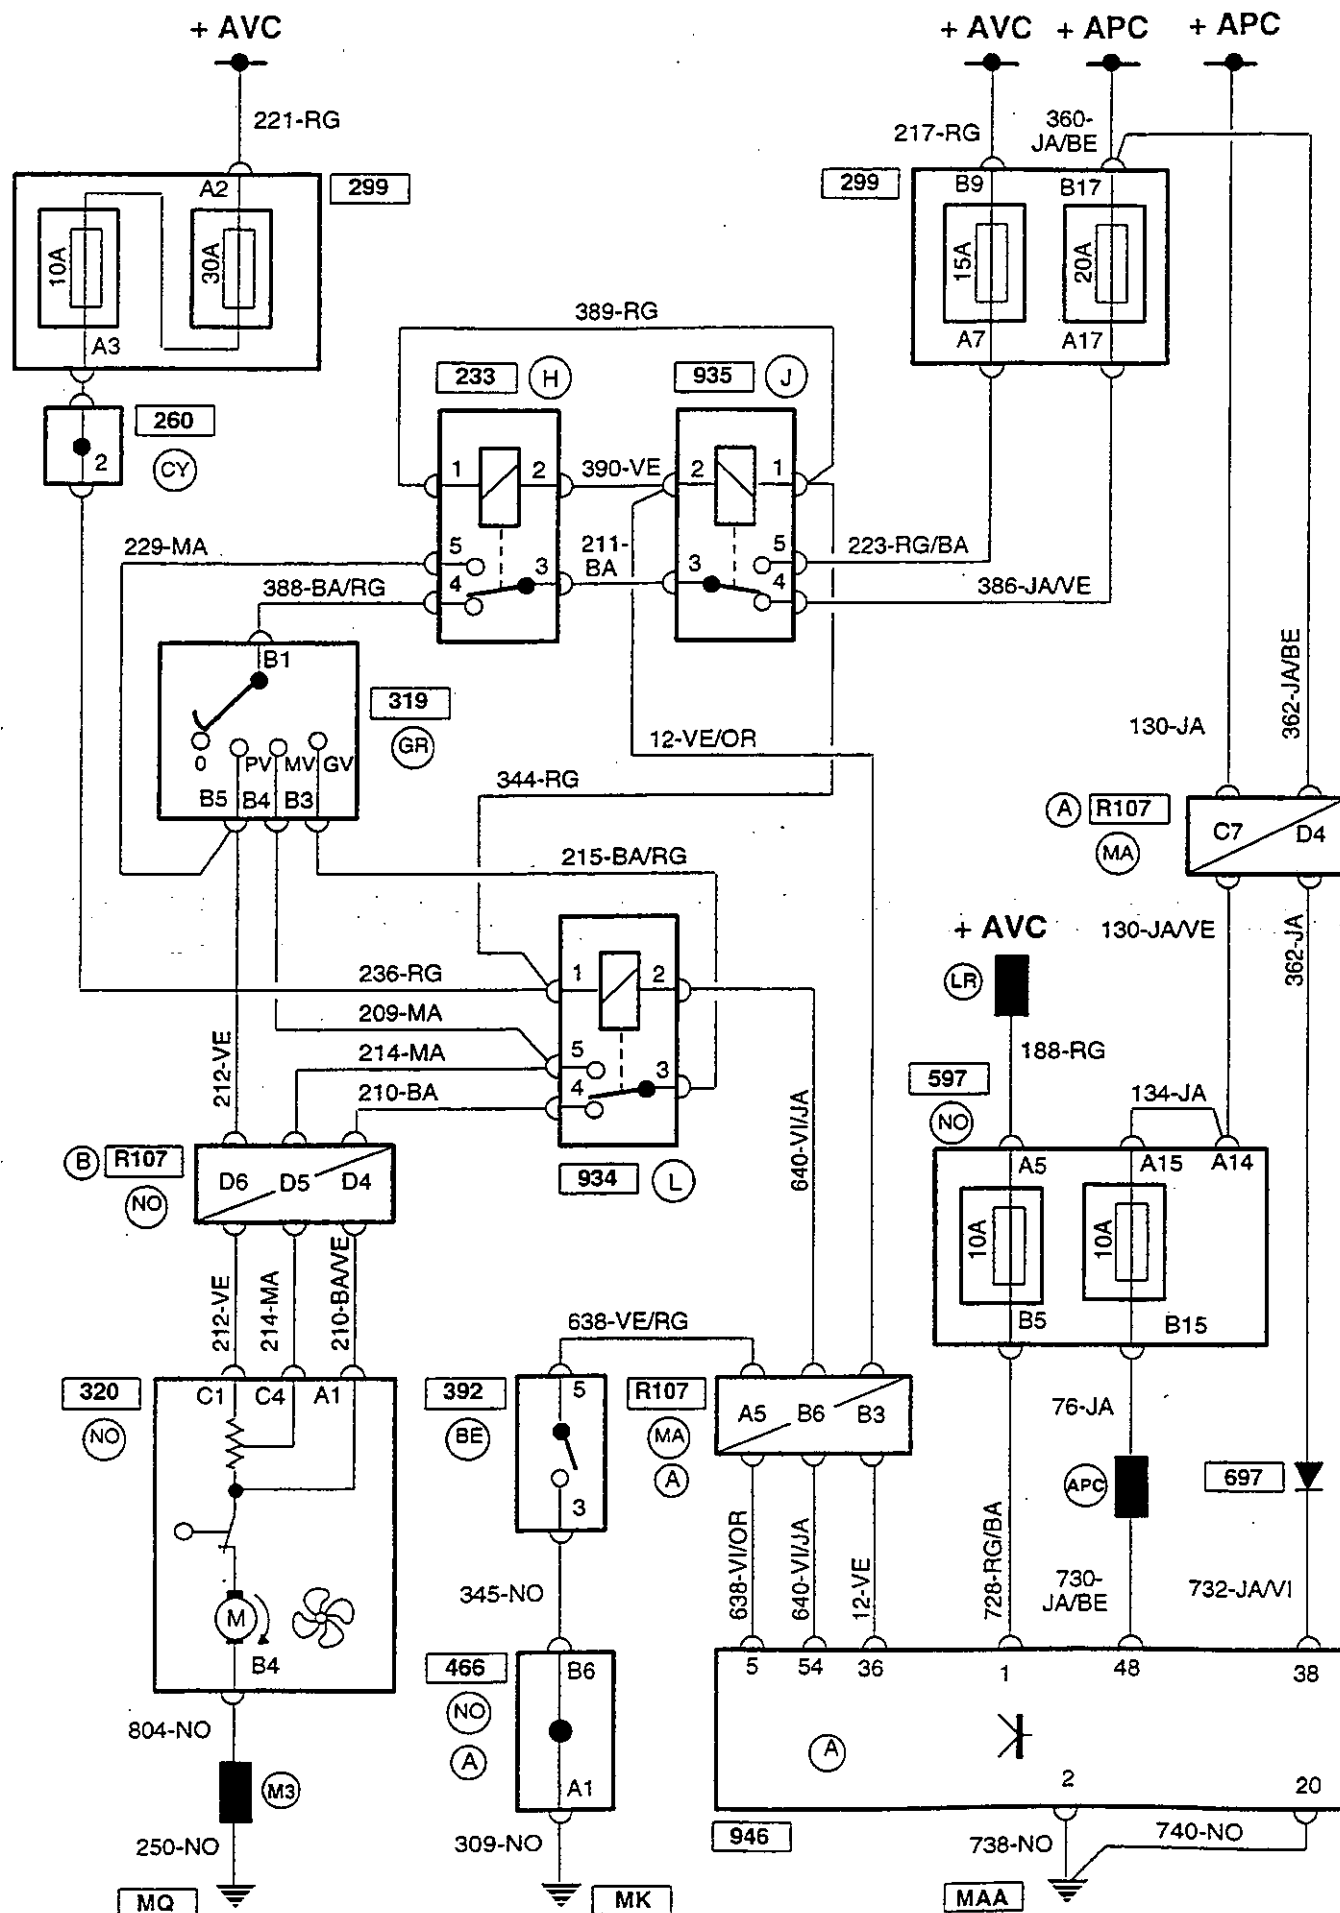 + AVC
+ AVC
+ APC
+ APC
221-RG
217-RG
360-
JA/BE
A2
299
299
B9
B17
10A
30A
15A
20A
A3
A7
A17
389-RG
233
H
935
J
260
2
CY
1
2
390-VE
2
1
229-MA
5
211-
BA
5
223-RG/BA
388-BA/RG
4
3
3
4
386-JA/VE
B1
319
GR
0
PV
MV
GV
B5
B4
B3
12-VE/OR
344-RG
130-JA
362-JA/BE
A
R107
MA
C7
D4
215-BA/RG
+ AVC
130-JA/VE
362-JA
LR
236-RG
1
2
209-MA
188-RG
212-VE
214-MA
5
210-BA
4
3
597
NO
134-JA
640-VI/JA
B
R107
NO
D6
D5
D4
934
L
A5
A15
A14
10A
10A
212-VE
214-MA
210-BA/VE
638-VE/RG
B5
B15
320
NO
C1
C4
A1
392
BE
5
3
R107
MA
A
A5
B6
B3
76-JA
APC
697
638-VI/OR
640-VI/JA
12-VE
728-RG/BA
730-
JA/BE
732-JA/VI
345-NO
M
B4
466
NO
A
B6
A1
5
54
36
1
48
38
804-NO
A
2
20
M3
946
250-NO
309-NO
738-NO
740-NO
MQ
MK
MAA